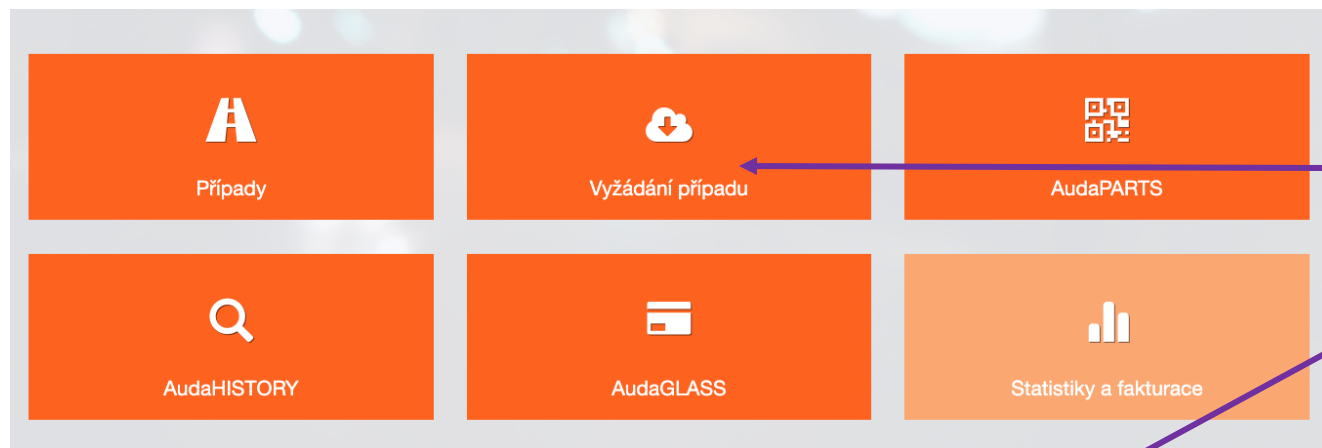 Případy
Vyžádání případu
AudaPARTS
AudaHISTORY
AudaGLASS
Statistiky a fakturace